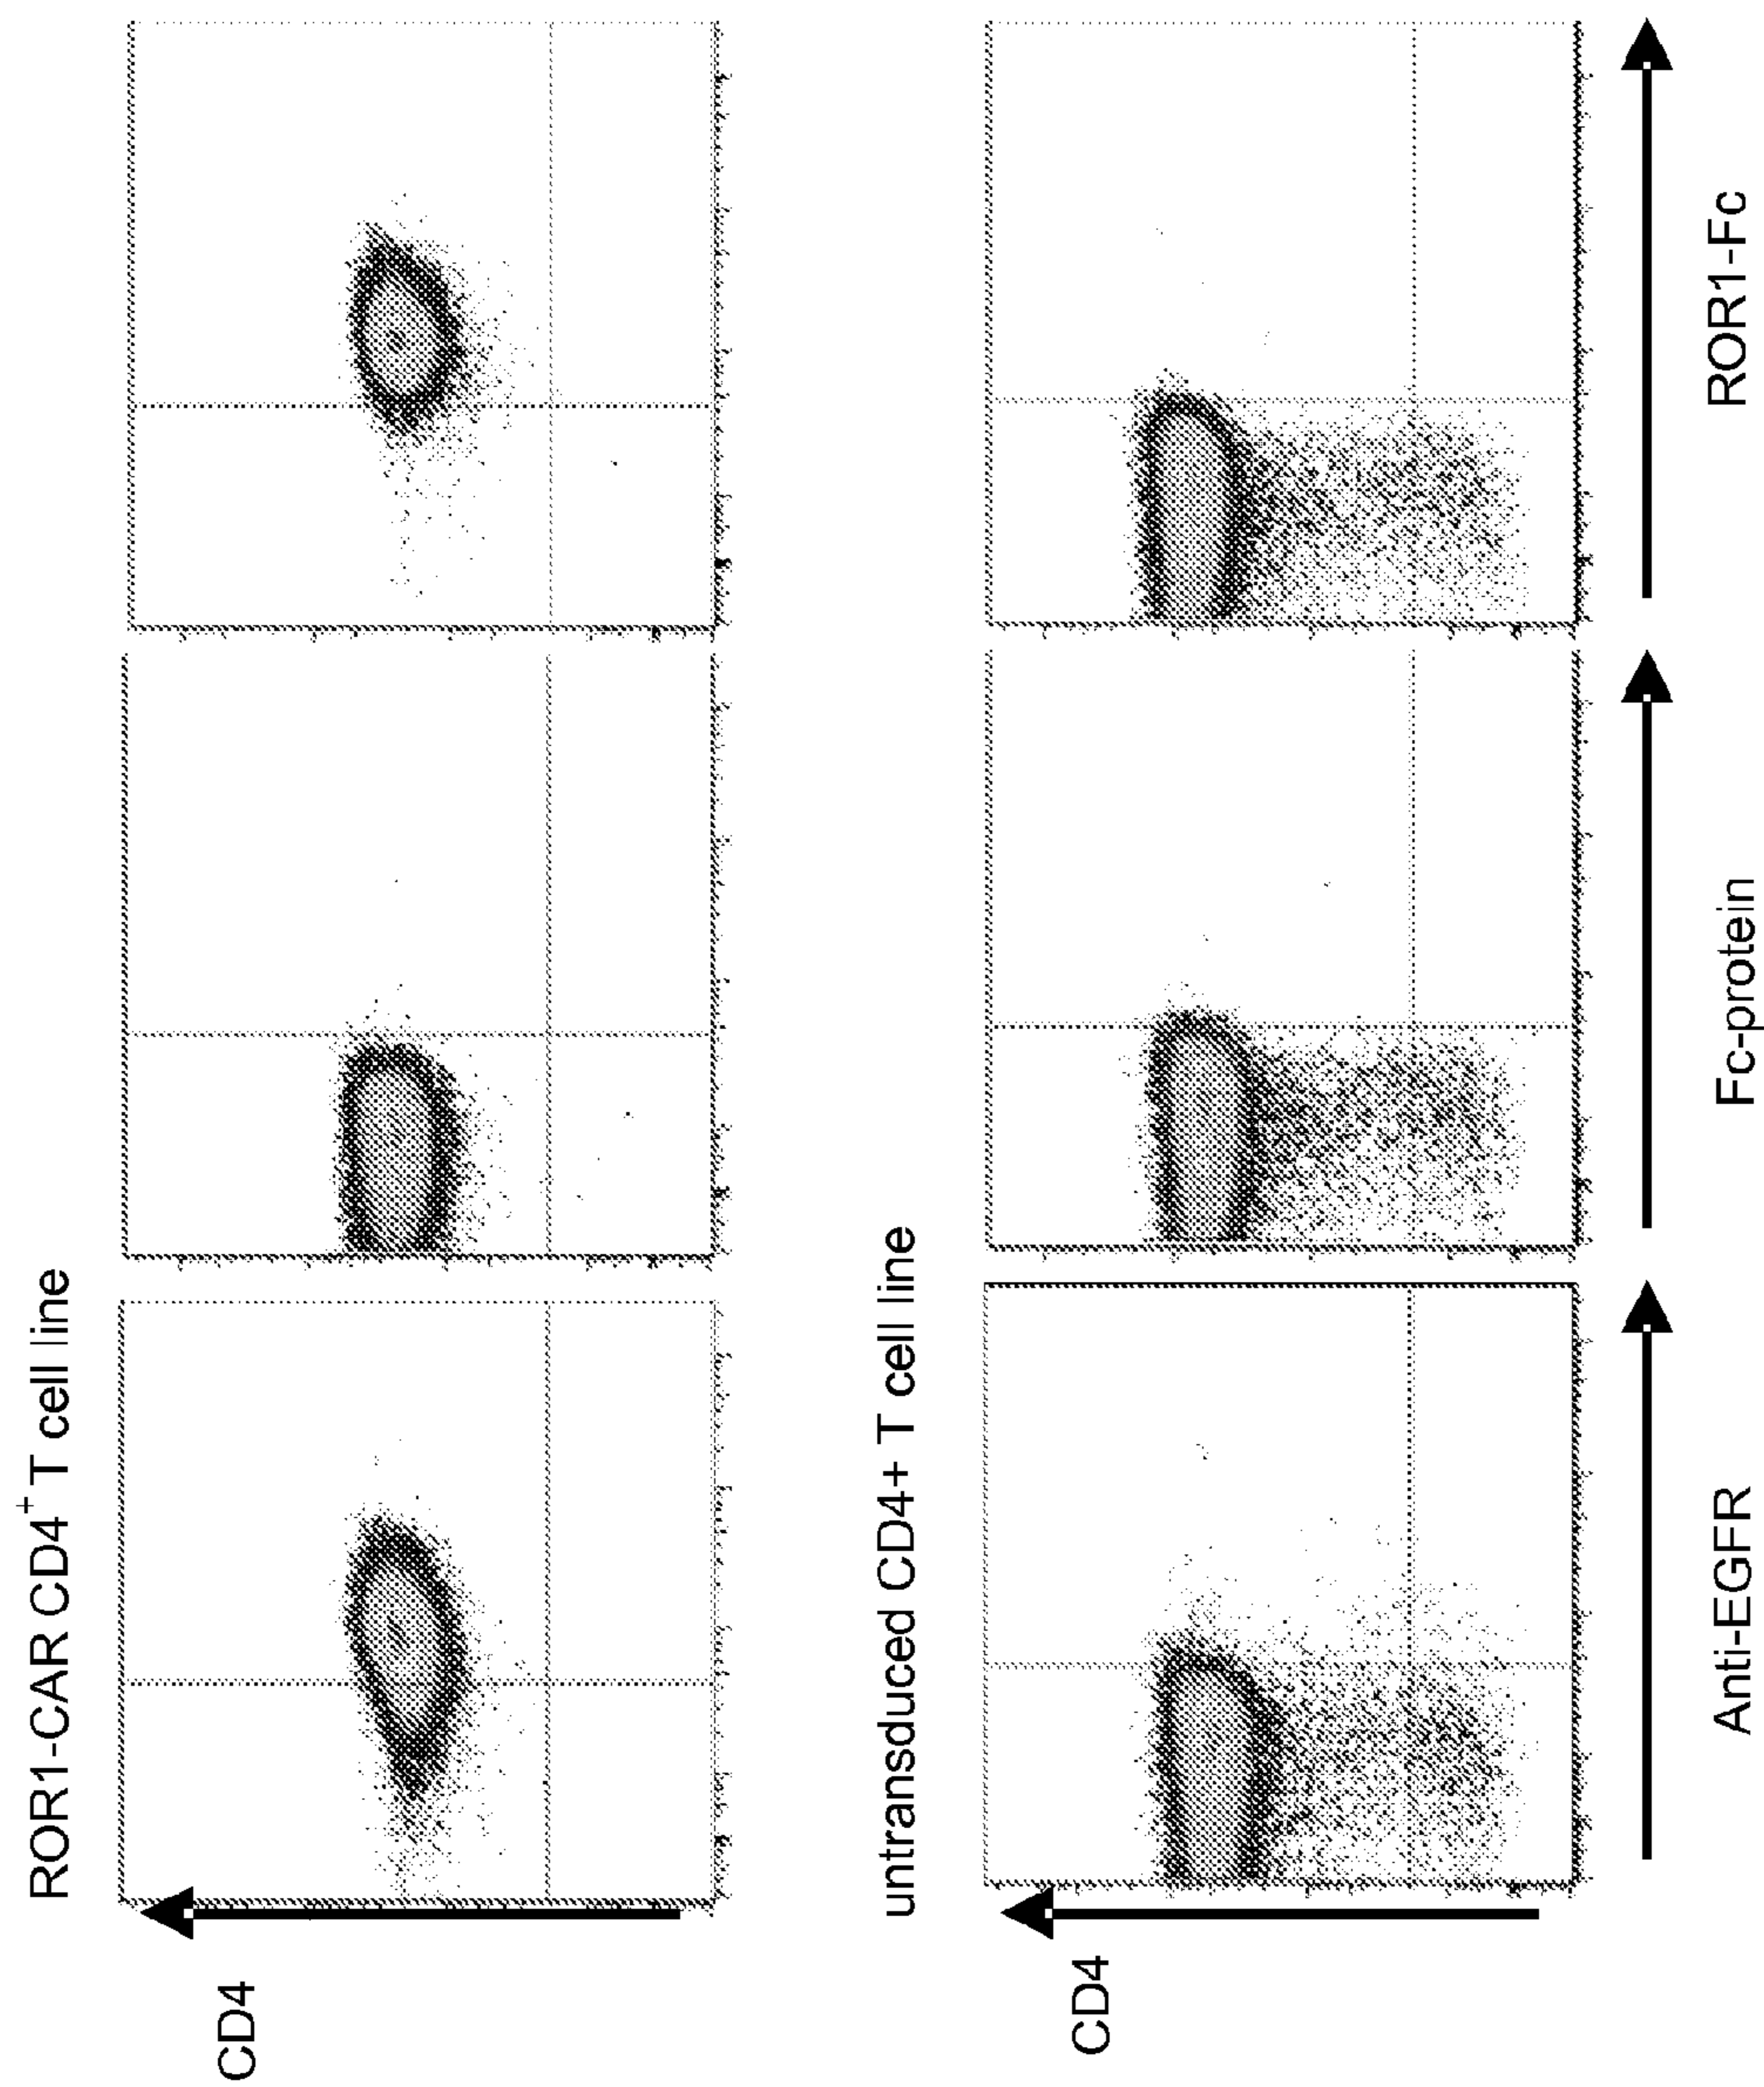 ROR1-CAR CD4+ T cell line
CD4
untransduced CD4+ T cell line
CD4
Anti-EGFR
Fc-protein
ROR1-Fc